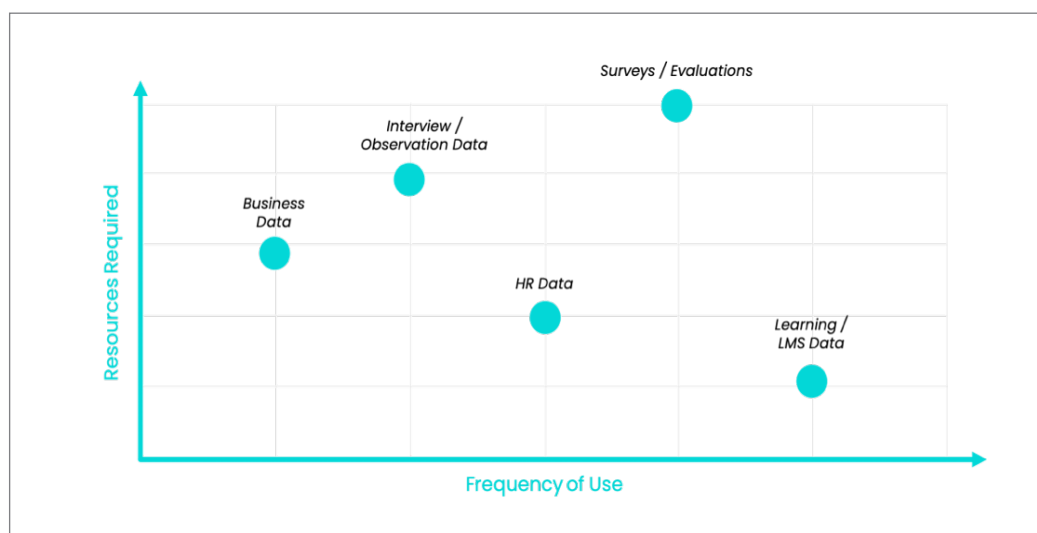 Surveys / Evaluations
Interview /
Observation Data
Business
Data
HR Data
Learning /
LMS Data
Resources Required
Frequency of Use